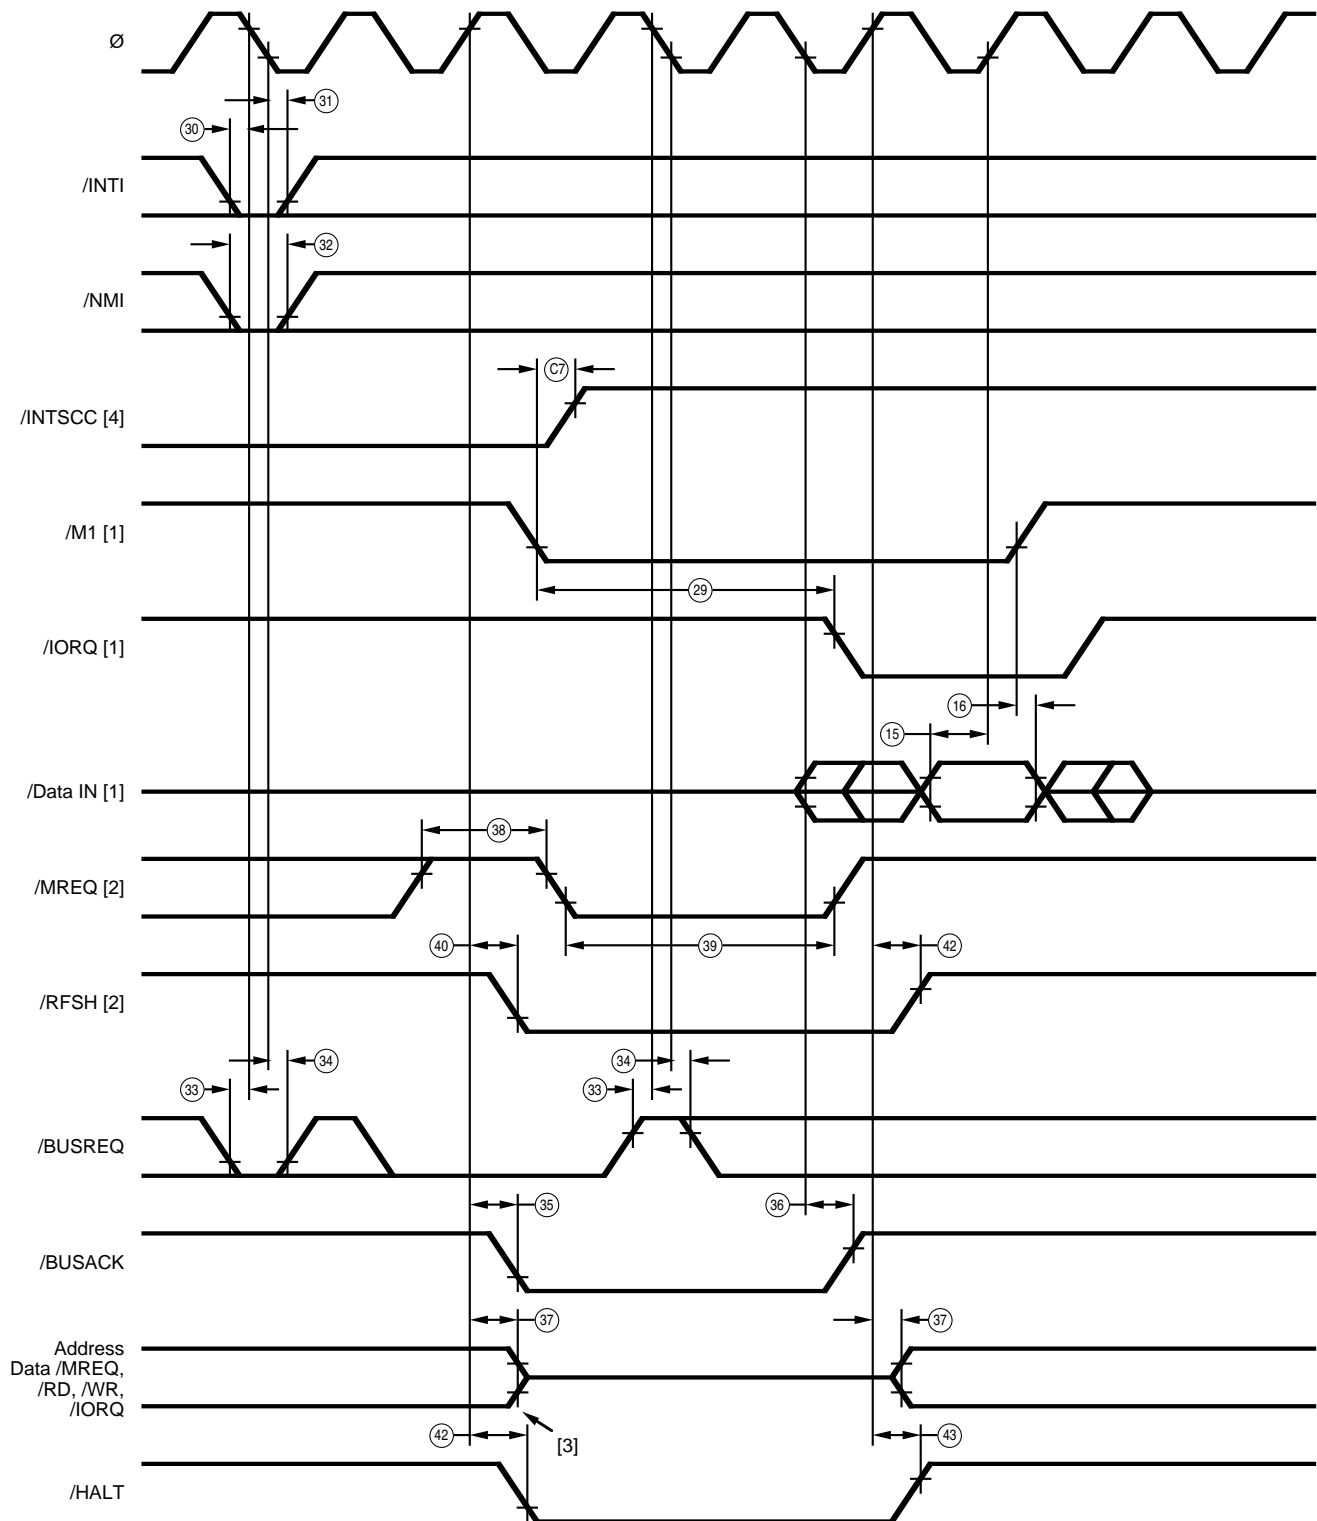 Ø
31
30
/INTI
32
/NMI
C7
/INTSCC [4]
/M1 [1]
29
/IORQ [1]
16
15
/Data IN [1]
38
/MREQ [2]
40
39
42
/RFSH [2]
34
34
33
33
/BUSREQ
35
36
/BUSACK
37
37
Address
Data /MREQ,
/RD, /WR,
/IORQ
42
[3]
43
/HALT